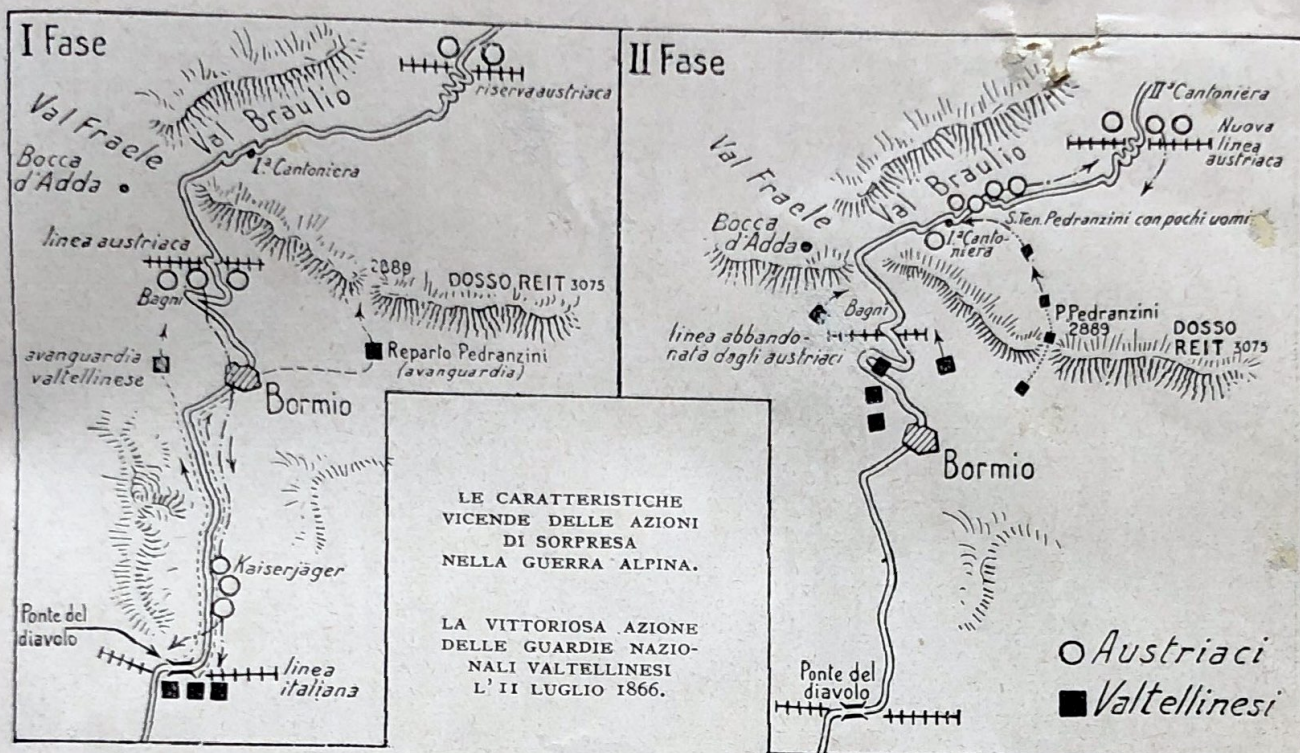 I Fase
riserva austriaca
Val Braulio
Val Fraele
Bocca
d'Adda
I.ª Cantoniera
linea austriaca
Bagni
2889
DOSSO REIT 3075
avanguardia
valtellinese
Reparto Pedranzini
(avanguardia)
Bormio
Kaiserjäger
Ponte del
diavolo
linea
italiana
LE CARATTERISTICHE
VICENDE DELLE AZIONI
DI SORPRESA
NELLA GUERRA ALPINA.
LA VITTORIOSA AZIONE
DELLE GUARDIE NAZIO-
NALI VALTELLINESI
L'11 LUGLIO 1866.
II Fase
IIª Cantoniera
Nuova
linea
austriaca
Val Braulio
Val Fraele
S. Ten. Pedranzini con pochi uomi
Bocca
d'Adda
1.ª Canto-
niera
Bagni
P. Pedranzini
2889
DOSSO
REIT 3075
linea abbando-
nata dagli austriaci
Bormio
Ponte del
diavolo
Austriaci
Valtellinesi